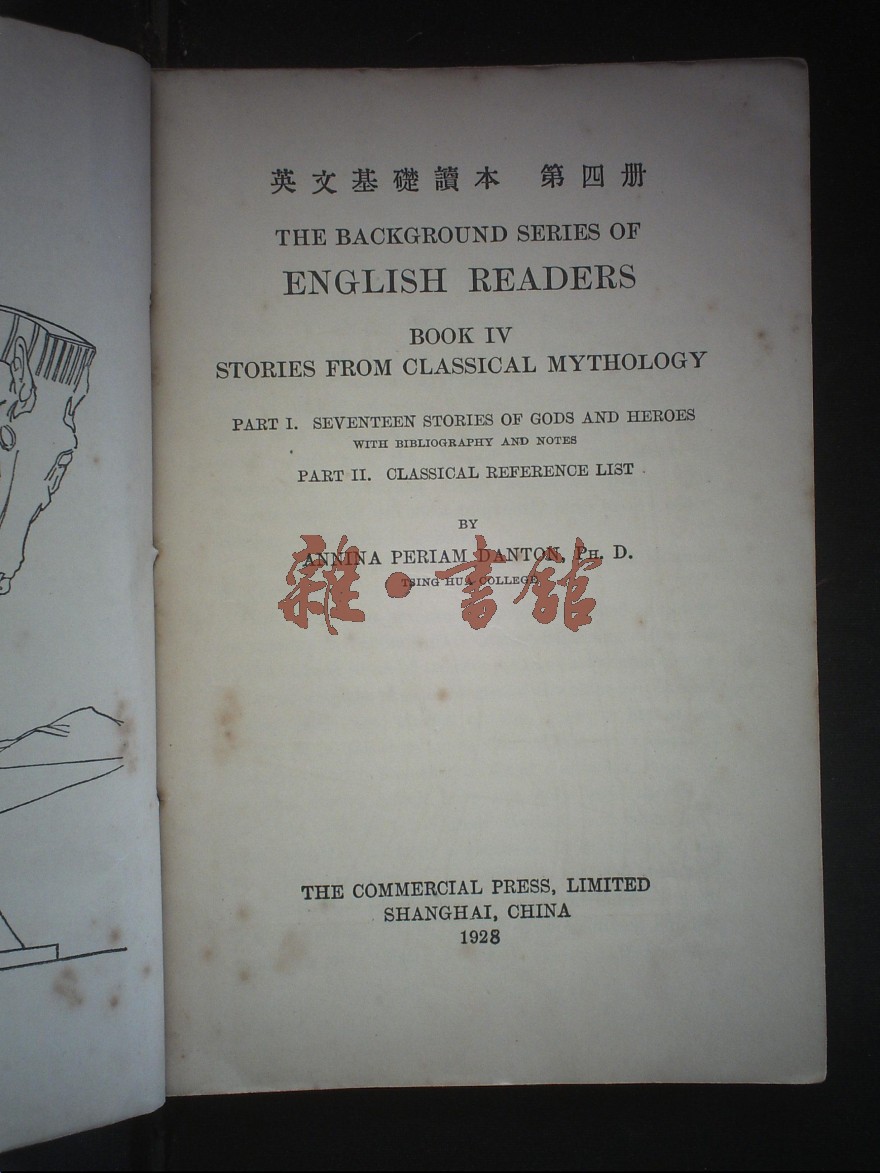 英文基礎讀本 第四册
THE BACKGROUND SERIES OF
ENGLISH READERS
BOOK IV
STORIES FROM CLASSICAL MYTHOLOGY
PART I. SEVENTEEN STORIES OF GODS AND HEROES
WITH BIBLIOGRAPHY AND NOTES
PART II. CLASSICAL REFERENCE LIST
BY
ANNINA PERIAM DANTON, PH. D.
TSING HUA COLLEGE
雜·書館
THE COMMERCIAL PRESS, LIMITED
SHANGHAI, CHINA
1928